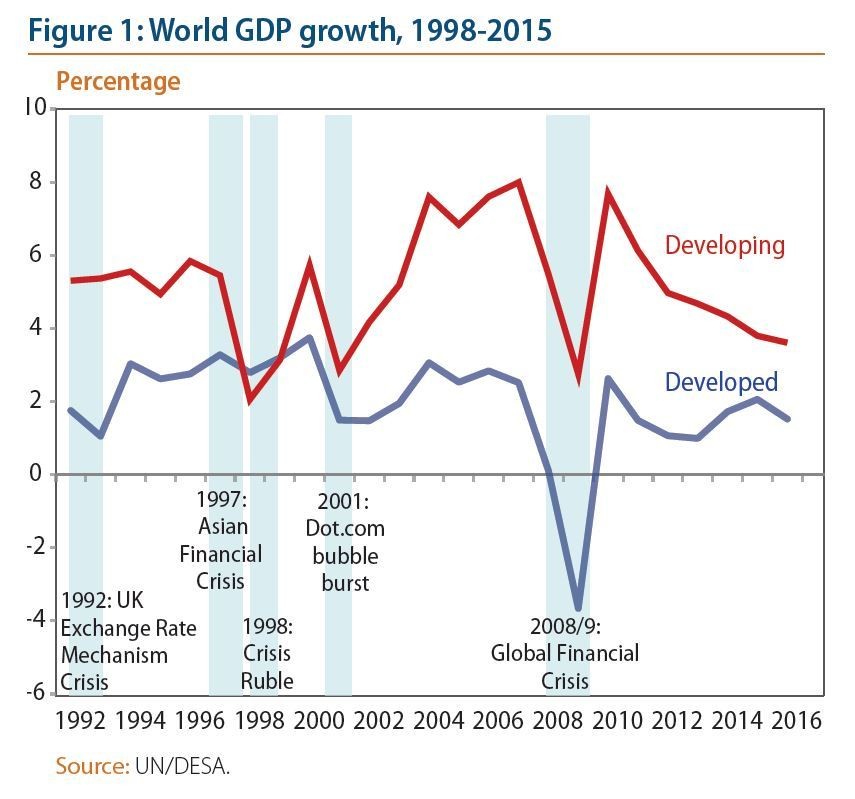 Figure 1: World GDP growth, 1998-2015
Percentage
10
8
6
4
2
0
-2
-4
-6
Developing
Developed
1997:
Asian
Financial
Crisis
2001:
Dot.com
bubble
burst
1992: UK
Exchange Rate
Mechanism
Crisis
1998:
Crisis
Ruble
2008/9:
Global Financial
Crisis
1992 1994 1996 1998 2000 2002 2004 2006 2008 2010 2012 2014 2016
Source: UN/DESA.